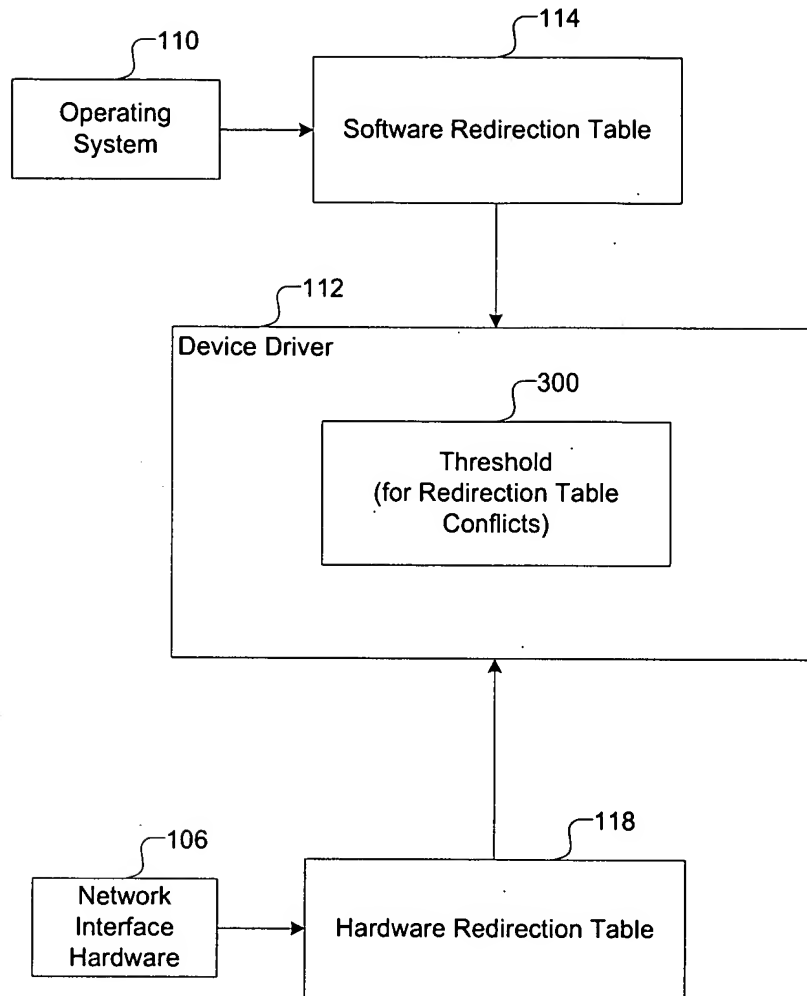 110
114
Operating
System
Software Redirection Table
112
Device Driver
300
Threshold
(for Redirection Table
Conflicts)
118
106
Network
Interface
Hardware
Hardware Redirection Table